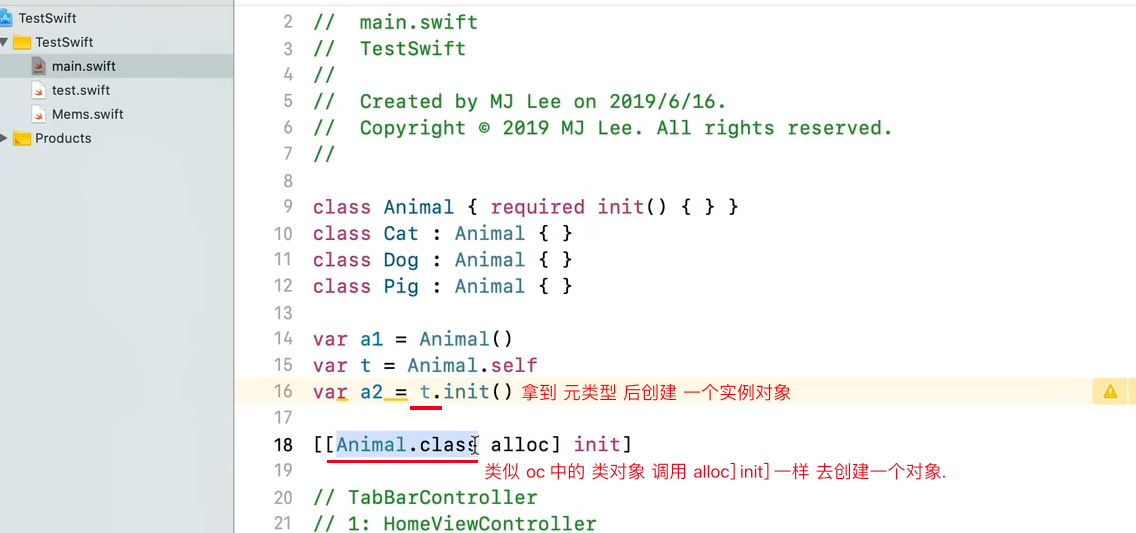 TestSwift
TestSwift
main.swift
test.swift
Mems.swift
Products
2 //  main.swift
3 //  TestSwift
4 //
5 //  Created by MJ Lee on 2019/6/16.
6 //  Copyright © 2019 MJ Lee. All rights reserved.
7 //
8
9 class Animal { required init() { } }
10 class Cat : Animal { }
11 class Dog : Animal { }
12 class Pig : Animal { }
13
14 var a1 = Animal()
15 var t = Animal.self
16 var a2 = t.init() 拿到 元类型 后创建 一个实例对象
17
18 [[Animal.class alloc] init]
19 类似 oc 中的 类对象 调用 alloc] init] 一样 去创建一个对象.
20 // TabBarController
21 // 1: HomeViewController